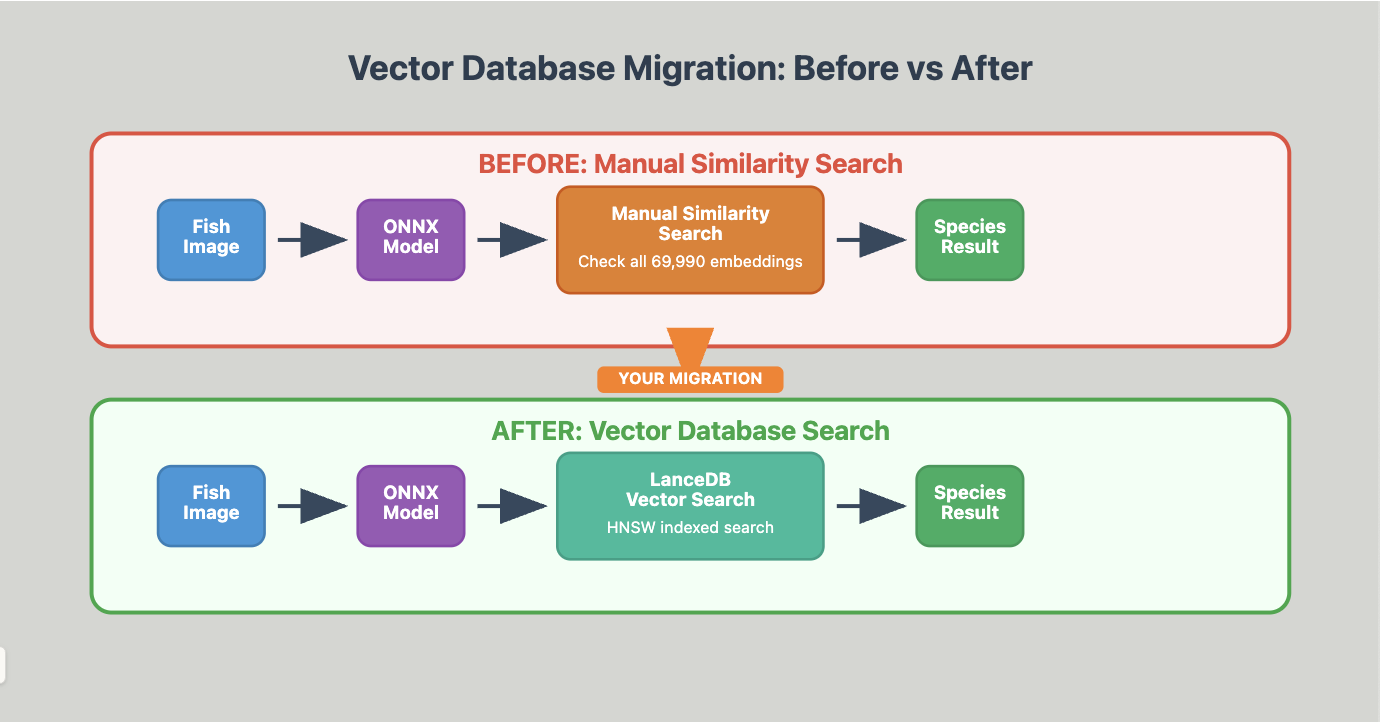 Vector Database Migration: Before vs After
BEFORE: Manual Similarity Search
Fish
Image
ONNX
Model
Manual Similarity
Search
Check all 69,990 embeddings
Species
Result
YOUR MIGRATION
AFTER: Vector Database Search
Fish
Image
ONNX
Model
LanceDB
Vector Search
HNSW indexed search
Species
Result